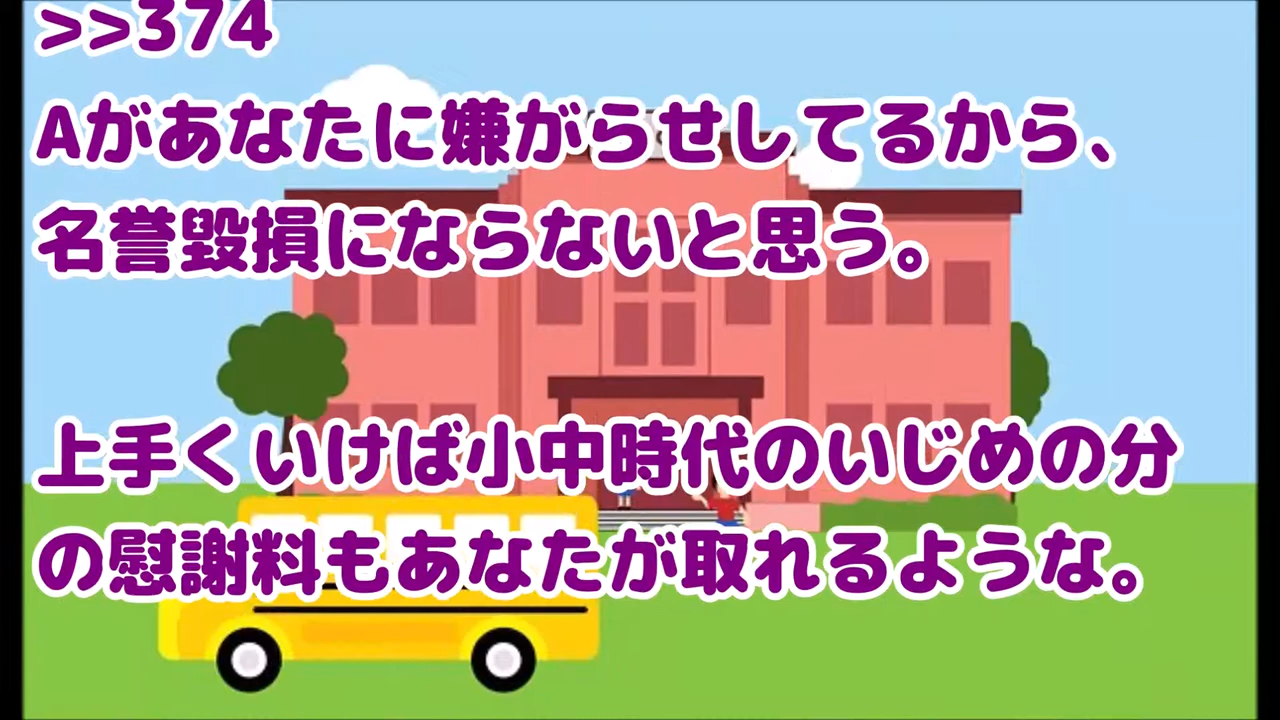 >>374
Aがあなたに嫌がらせしてるから、
名誉毀損にならないと思う。
上手くいけば小中時代のいじめの分
の慰謝料もあなたが取れるような。